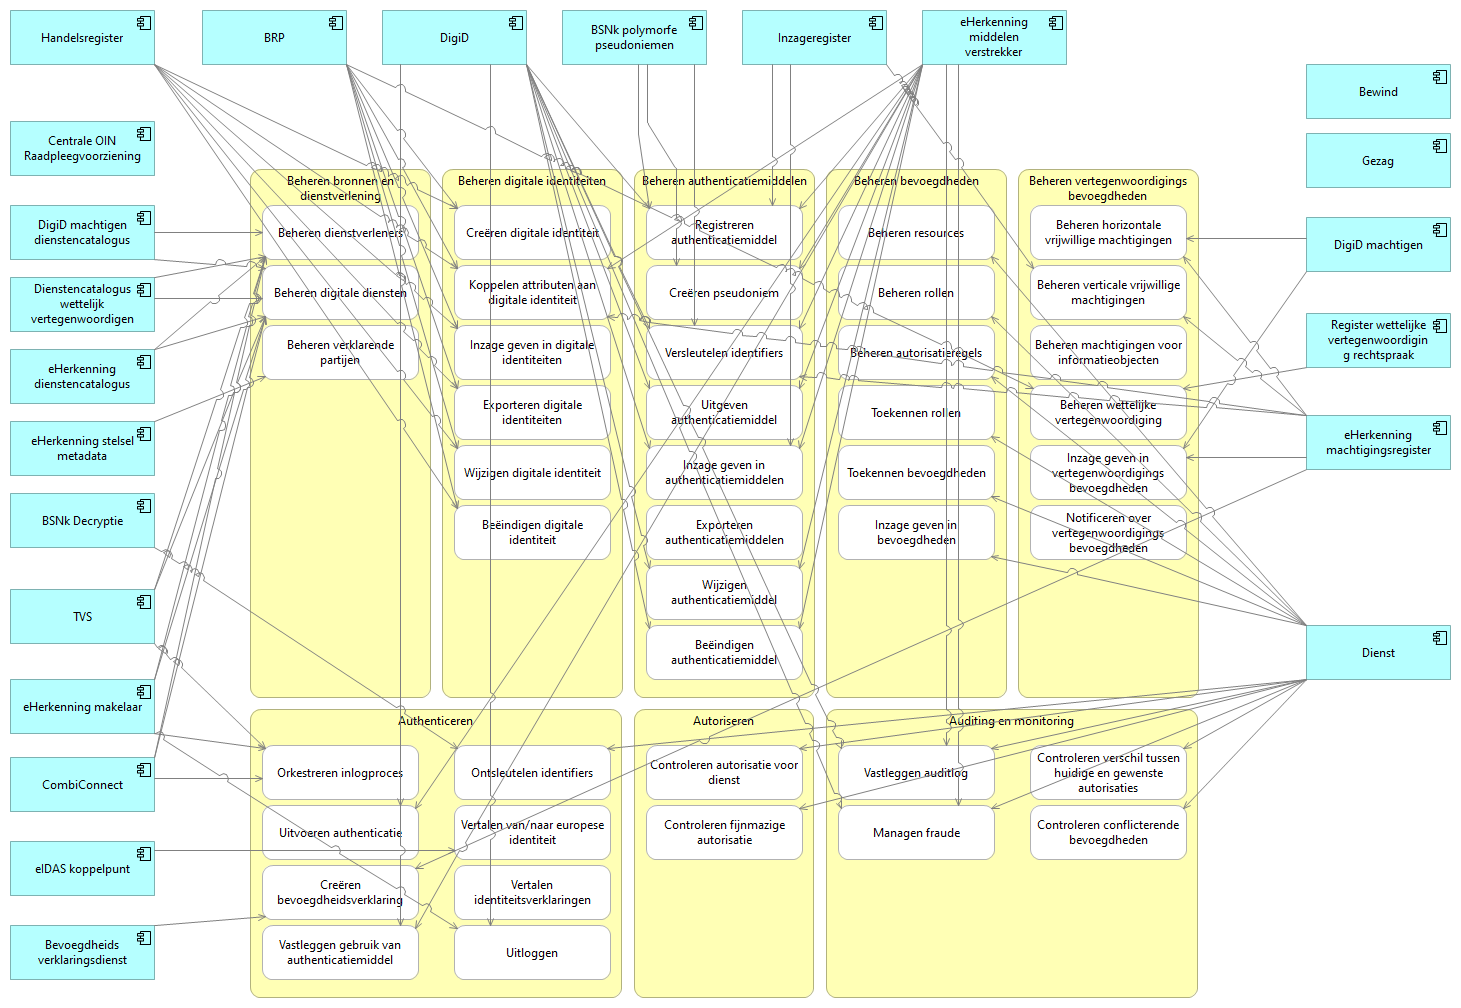 Handelsregister
BRP
DigiD
BSNk polymorfe
pseudoniemen
Inzageregister
eHerkenning
middelen
verstrekker
Bewind
Centrale OIN
Raadpleegvoorziening
Gezag
DigiD machtigen
dienstencatalogus
Dienstencatalogus
wettelijk
vertegenwoordigen
eHerkenning
dienstencatalogus
eHerkenning stelsel
metadata
BSNk Decryptie
TVS
eHerkenning makelaar
CombiConnect
eIDAS koppelpunt
Bevoegdheids
verklaringsdienst
Beheren bronnen en
dienstverlening
Beheren dienstverleners
Beheren digitale diensten
Beheren verklarende
partijen
Beheren digitale identiteiten
Creëren digitale identiteit
Koppelen attributen aan
digitale identiteit
Inzage geven in digitale
identiteiten
Exporteren digitale
identiteiten
Wijzigen digitale identiteit
Beëindigen digitale
identiteit
Beheren authenticatiemiddelen
Registreren
authenticatiemiddel
Creëren pseudoniem
Versleutelen identifiers
Uitgeven
authenticatiemiddel
Inzage geven in
authenticatiemiddelen
Exporteren
authenticatiemiddelen
Wijzigen
authenticatiemiddel
Beëindigen
authenticatiemiddel
Beheren bevoegdheden
Beheren resources
Beheren rollen
Beheren autorisatieregels
Toekennen rollen
Toekennen bevoegdheden
Inzage geven in
bevoegdheden
Beheren vertegenwoordigings
bevoegdheden
Beheren horizontale
vrijwillige machtigingen
Beheren verticale vrijwillige
machtigingen
Beheren machtigingen voor
informatieobjecten
Beheren wettelijke
vertegenwoordiging
Inzage geven in
vertegenwoordigings
bevoegdheden
Notificeren over
vertegenwoordigings
bevoegdheden
DigiD machtigen
Register wettelijke
vertegenwoordigin
g rechtspraak
eHerkenning
machtigingsregister
Dienst
Authenticeren
Orkestreren inlogproces
Ontsleutelen identifiers
Uitvoeren authenticatie
Vertalen van/naar europese
identiteit
Creëren
bevoegdheidsverklaring
Vertalen
identiteitsverklaringen
Vastleggen gebruik van
authenticatiemiddel
Uitloggen
Autoriseren
Controleren autorisatie voor
dienst
Controleren fijnmazige
autorisatie
Auditing en monitoring
Vastleggen auditlog
Controleren verschil tussen
huidige en gewenste
autorisaties
Managen fraude
Controleren conflicterende
bevoegdheden